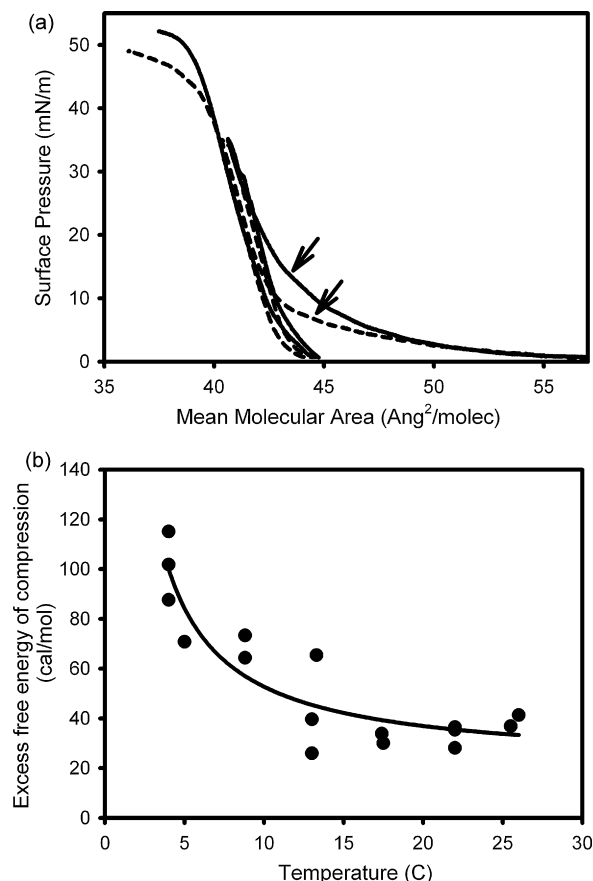 (a)
50
40
30
20
10
0
Surface Pressure (mN/m)
35 40 45 50 55
Mean Molecular Area (Ang²/molec)
(b)
140
120
100
80
60
40
20
0
Excess free energy of compression
(cal/mol)
0 5 10 15 20 25 30
Temperature (C)